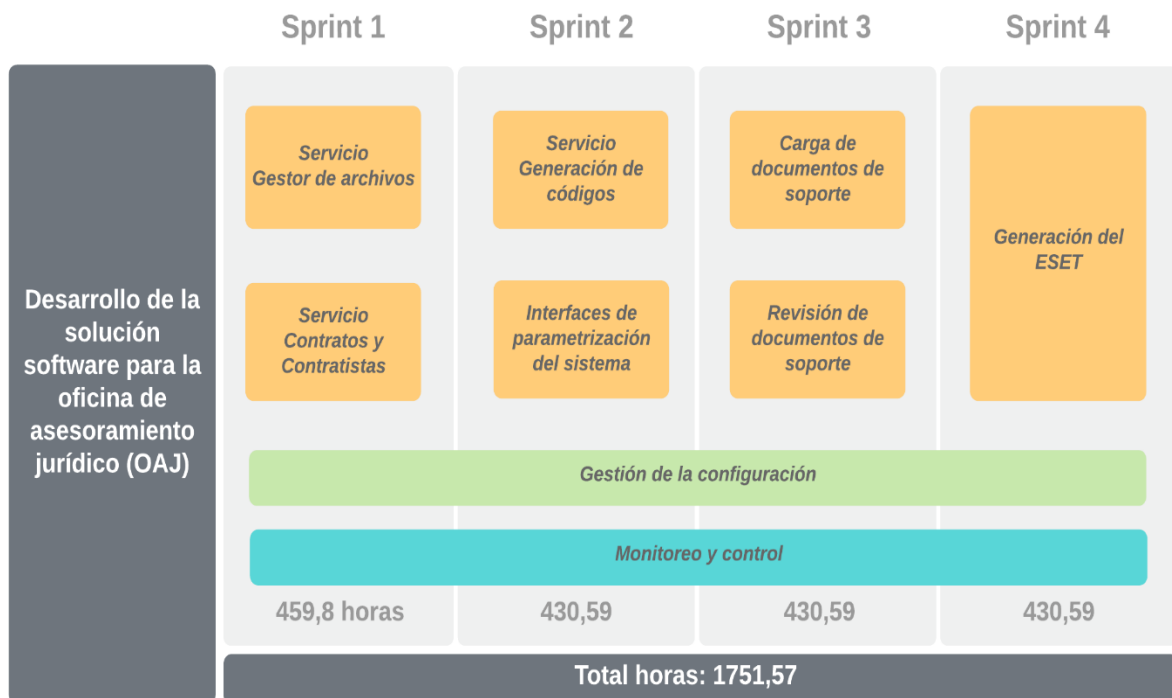 Sprint 1
Sprint 2
Sprint 3
Sprint 4
Desarrollo de la
solución
software para la
oficina de
asesoramiento
jurídico (OAJ)
Servicio
Gestor de archivos
Servicio
Generación de
códigos
Carga de
documentos de
soporte
Generación del
ESET
Servicio
Contratos y
Contratistas
Interfaces de
parametrización
del sistema
Revisión de
documentos de
soporte
Gestión de la configuración
Monitoreo y control
459,8 horas
430,59
430,59
430,59
Total horas: 1751,57